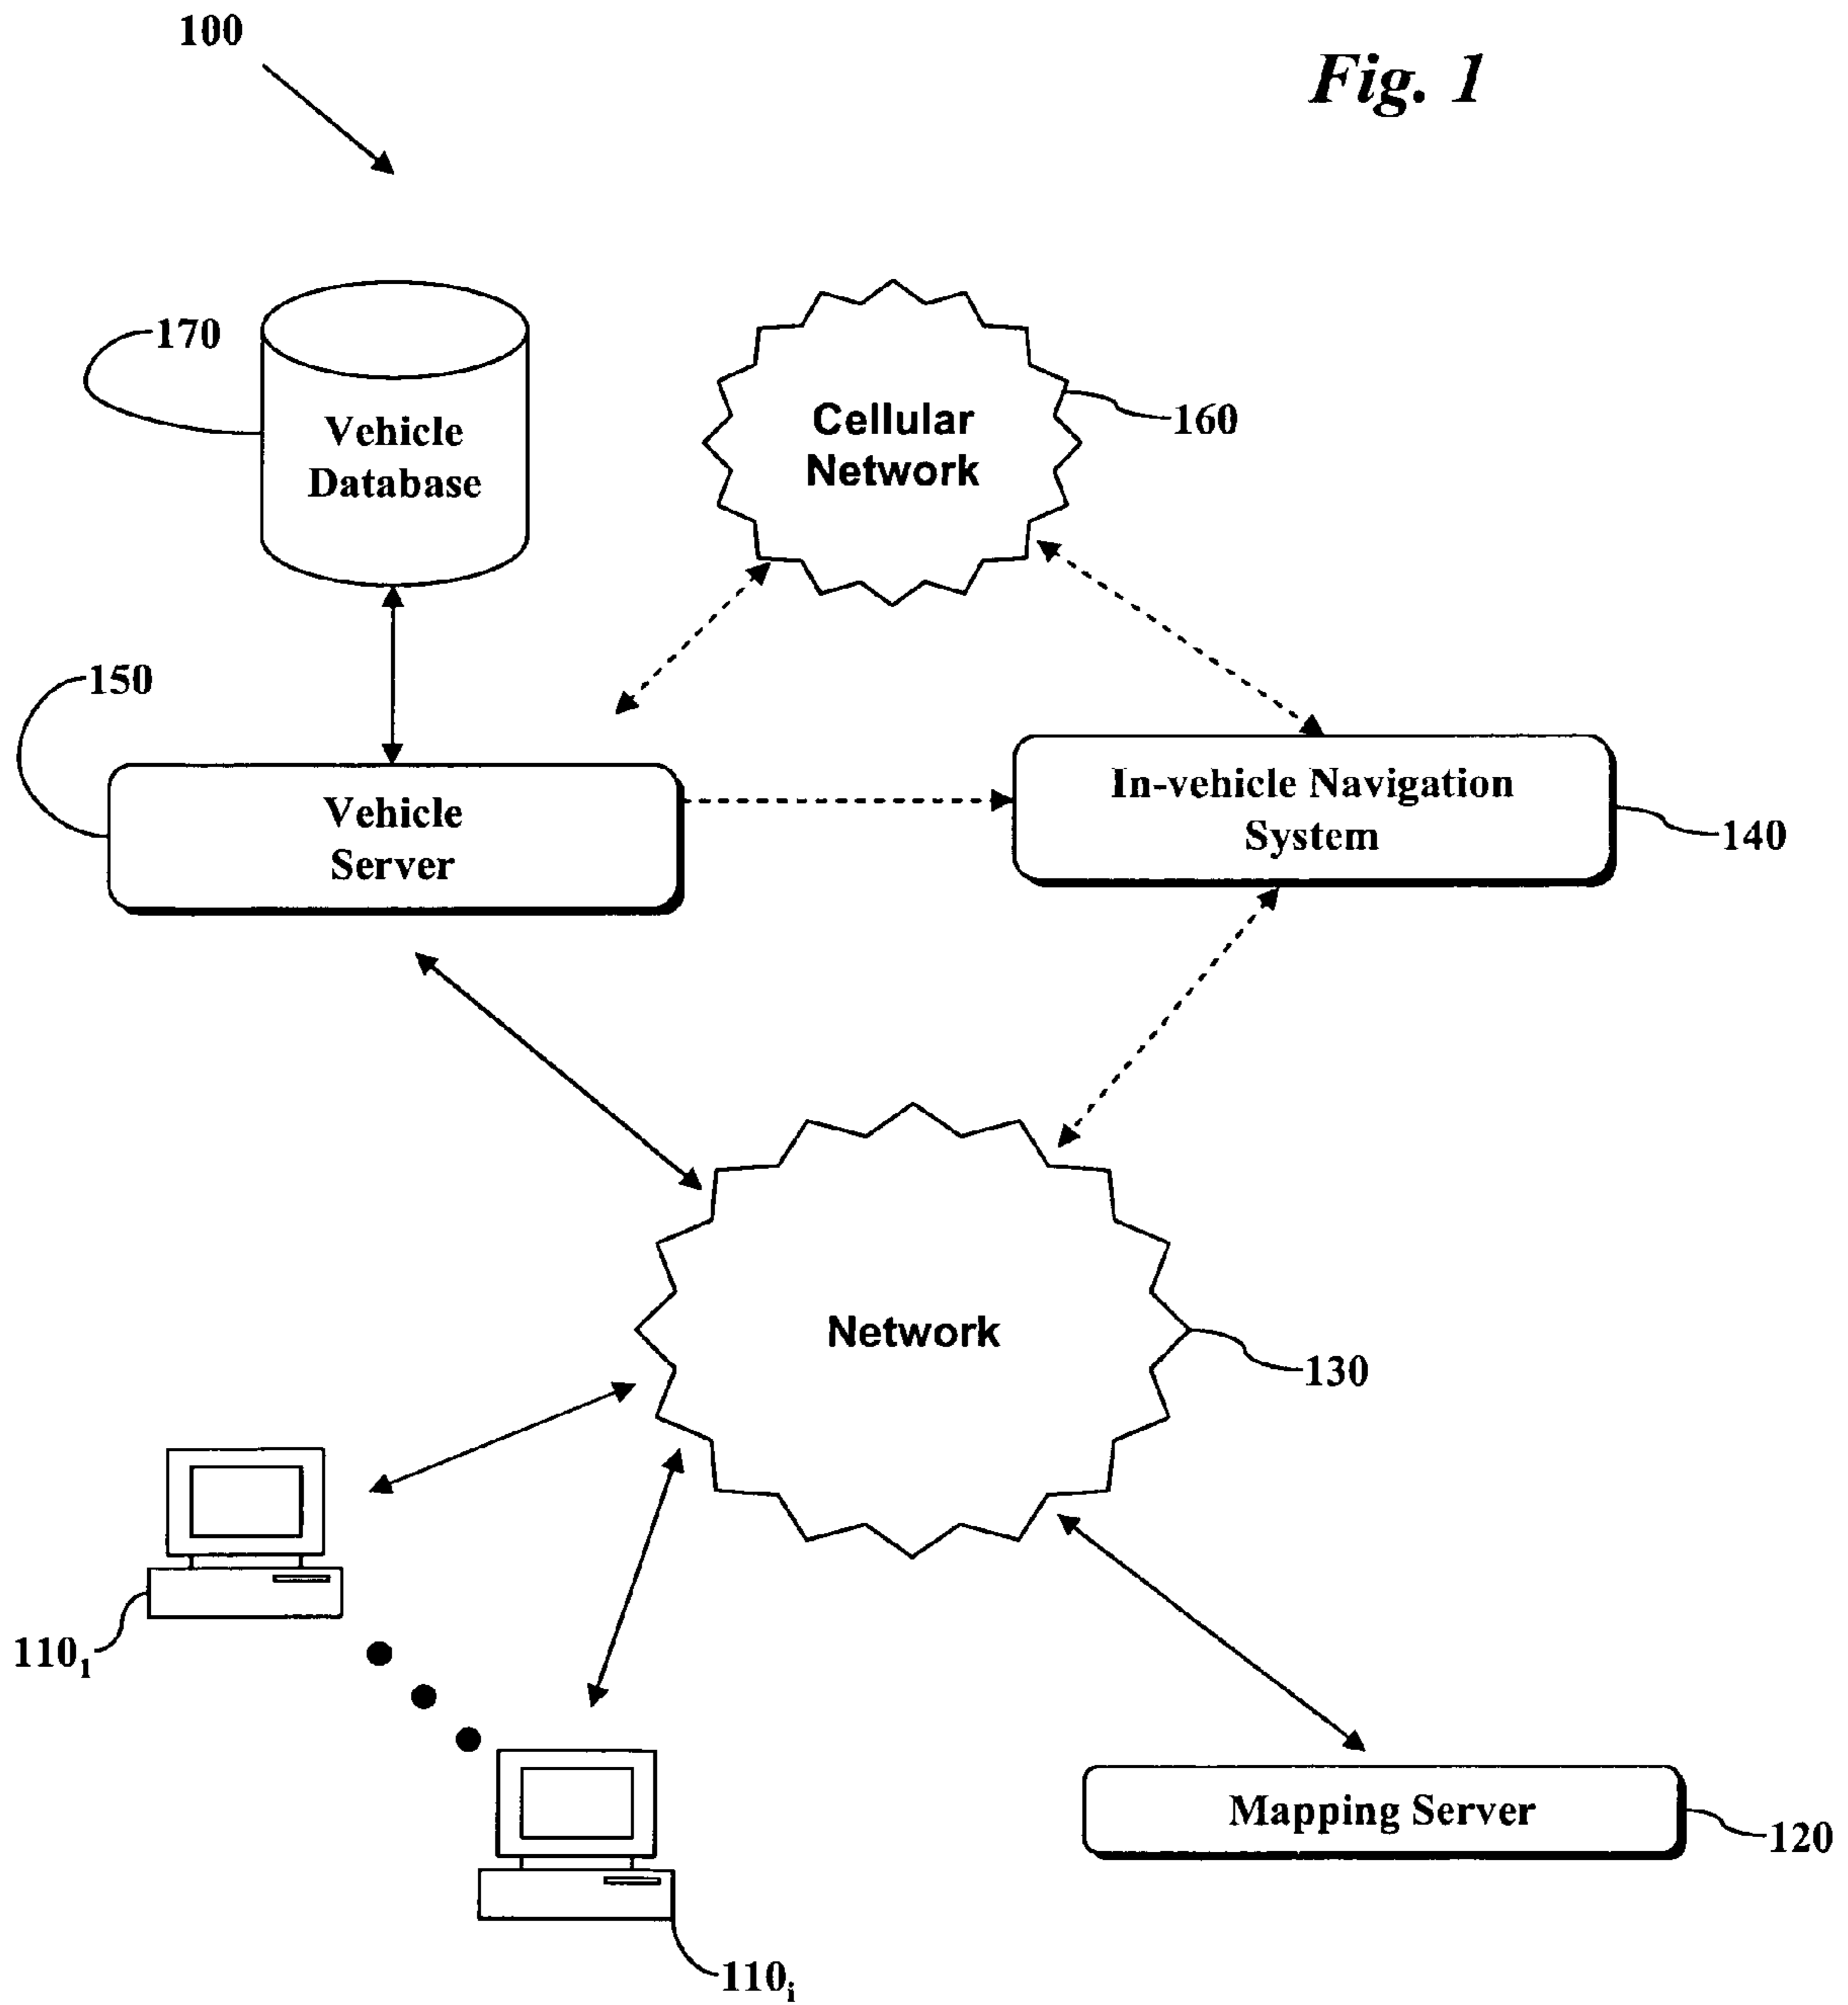 100
Fig. 1
170
Vehicle
Database
Cellular
Network
160
150
Vehicle
Server
In-vehicle Navigation
System
140
Network
130
110₁
Mapping Server
120
110ᵢ